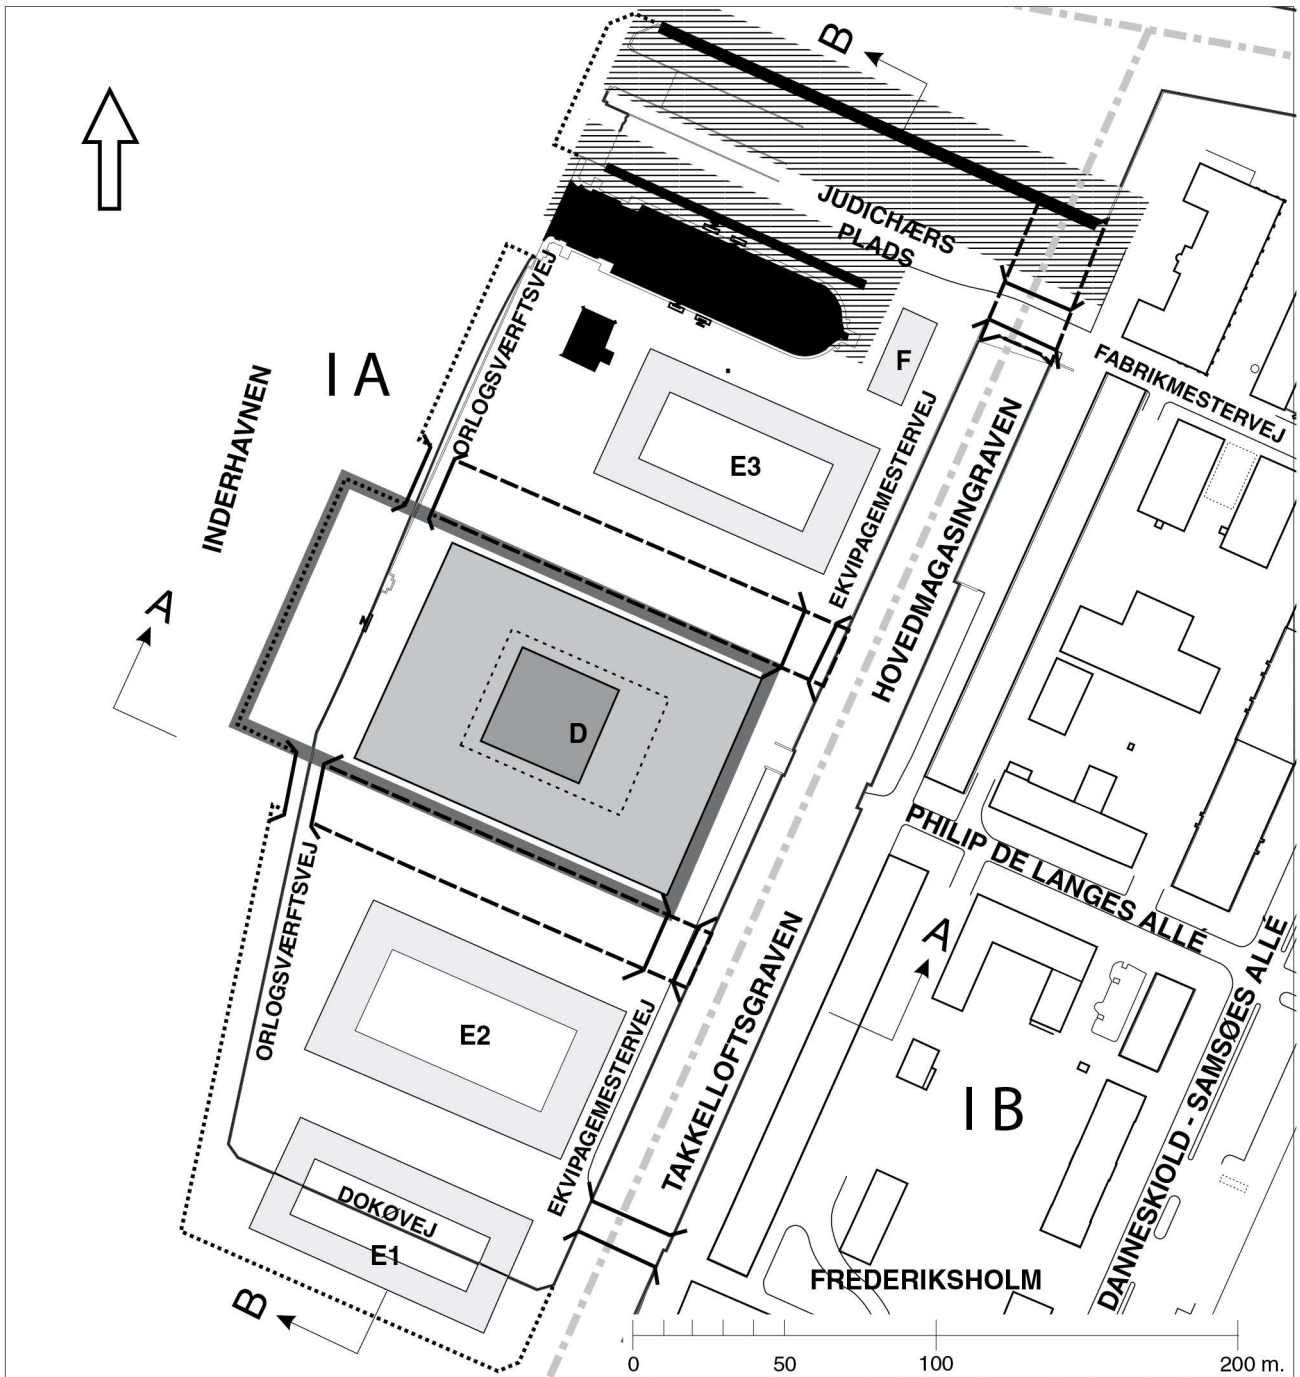 B
JUDICHÆRS
PLADS
ORLOGSVÆRFTSVEJ
I A
INDERHAVNEN
F
FABRIKMESTERVEJ
E3
EKVIPAGEMESTERVEJ
HOVEDMAGASINGRAVEN
A
D
PHILIP DE LANGES ALLÉ
ORLOGSVÆRFTSVEJ
TAKKELLOFTSGRAVEN
A
E2
EKVIPAGEMESTERVEJ
I B
DANNESKIOLD - SAMSØES ALLÉ
DOKØVEJ
E1
FREDERIKSHOLM
B
0 50 100 200 m.